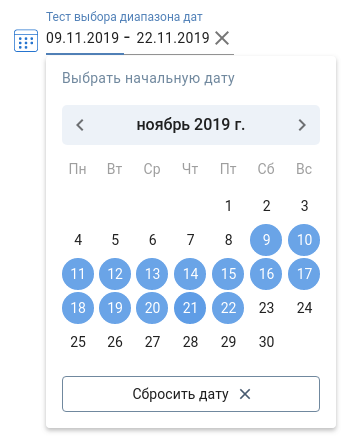 Тест выбора диапазона дат
09.11.2019 - 22.11.2019
Выбрать начальную дату
ноябрь 2019 г.
Пн Вт Ср Чт Пт Сб Вс
1 2 3
4 5 6 7 8 9 10
11 12 13 14 15 16 17
18 19 20 21 22 23 24
25 26 27 28 29 30
Сбросить дату